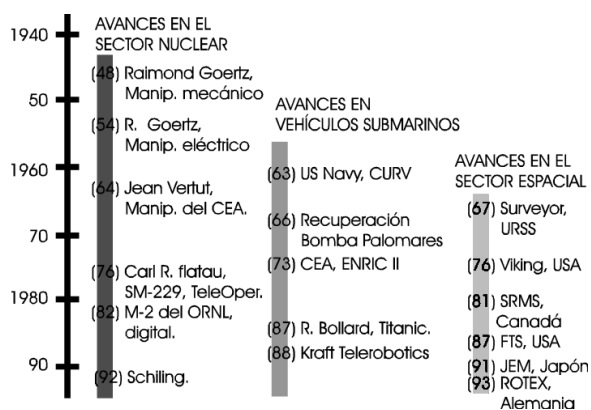 1940
50
1960
70
1980
90
AVANCES EN EL
SECTOR NUCLEAR
(48) Raimond Goertz,
Manip. mecánico
(54) R. Goertz,
Manip. eléctrico
(64) Jean Vertut,
Manip. del CEA.
(76) Carl R. flatau,
SM-229, TeleOper.
(82) M-2 del ORNL,
digital.
(92) Schiling.
AVANCES EN
VEHÍCULOS SUBMARINOS
(63) US Navy, CURV
(66) Recuperación
Bomba Palomares
(73) CEA, ENRIC II
(87) R. Bollard, Titanic.
(88) Kraft Telerobotics
AVANCES EN EL
SECTOR ESPACIAL
(67) Surveyor,
URSS
(76) Viking, USA
(81) SRMS,
Canadá
(87) FTS, USA
(91) JEM, Japón
(93) ROTEX,
Alemania